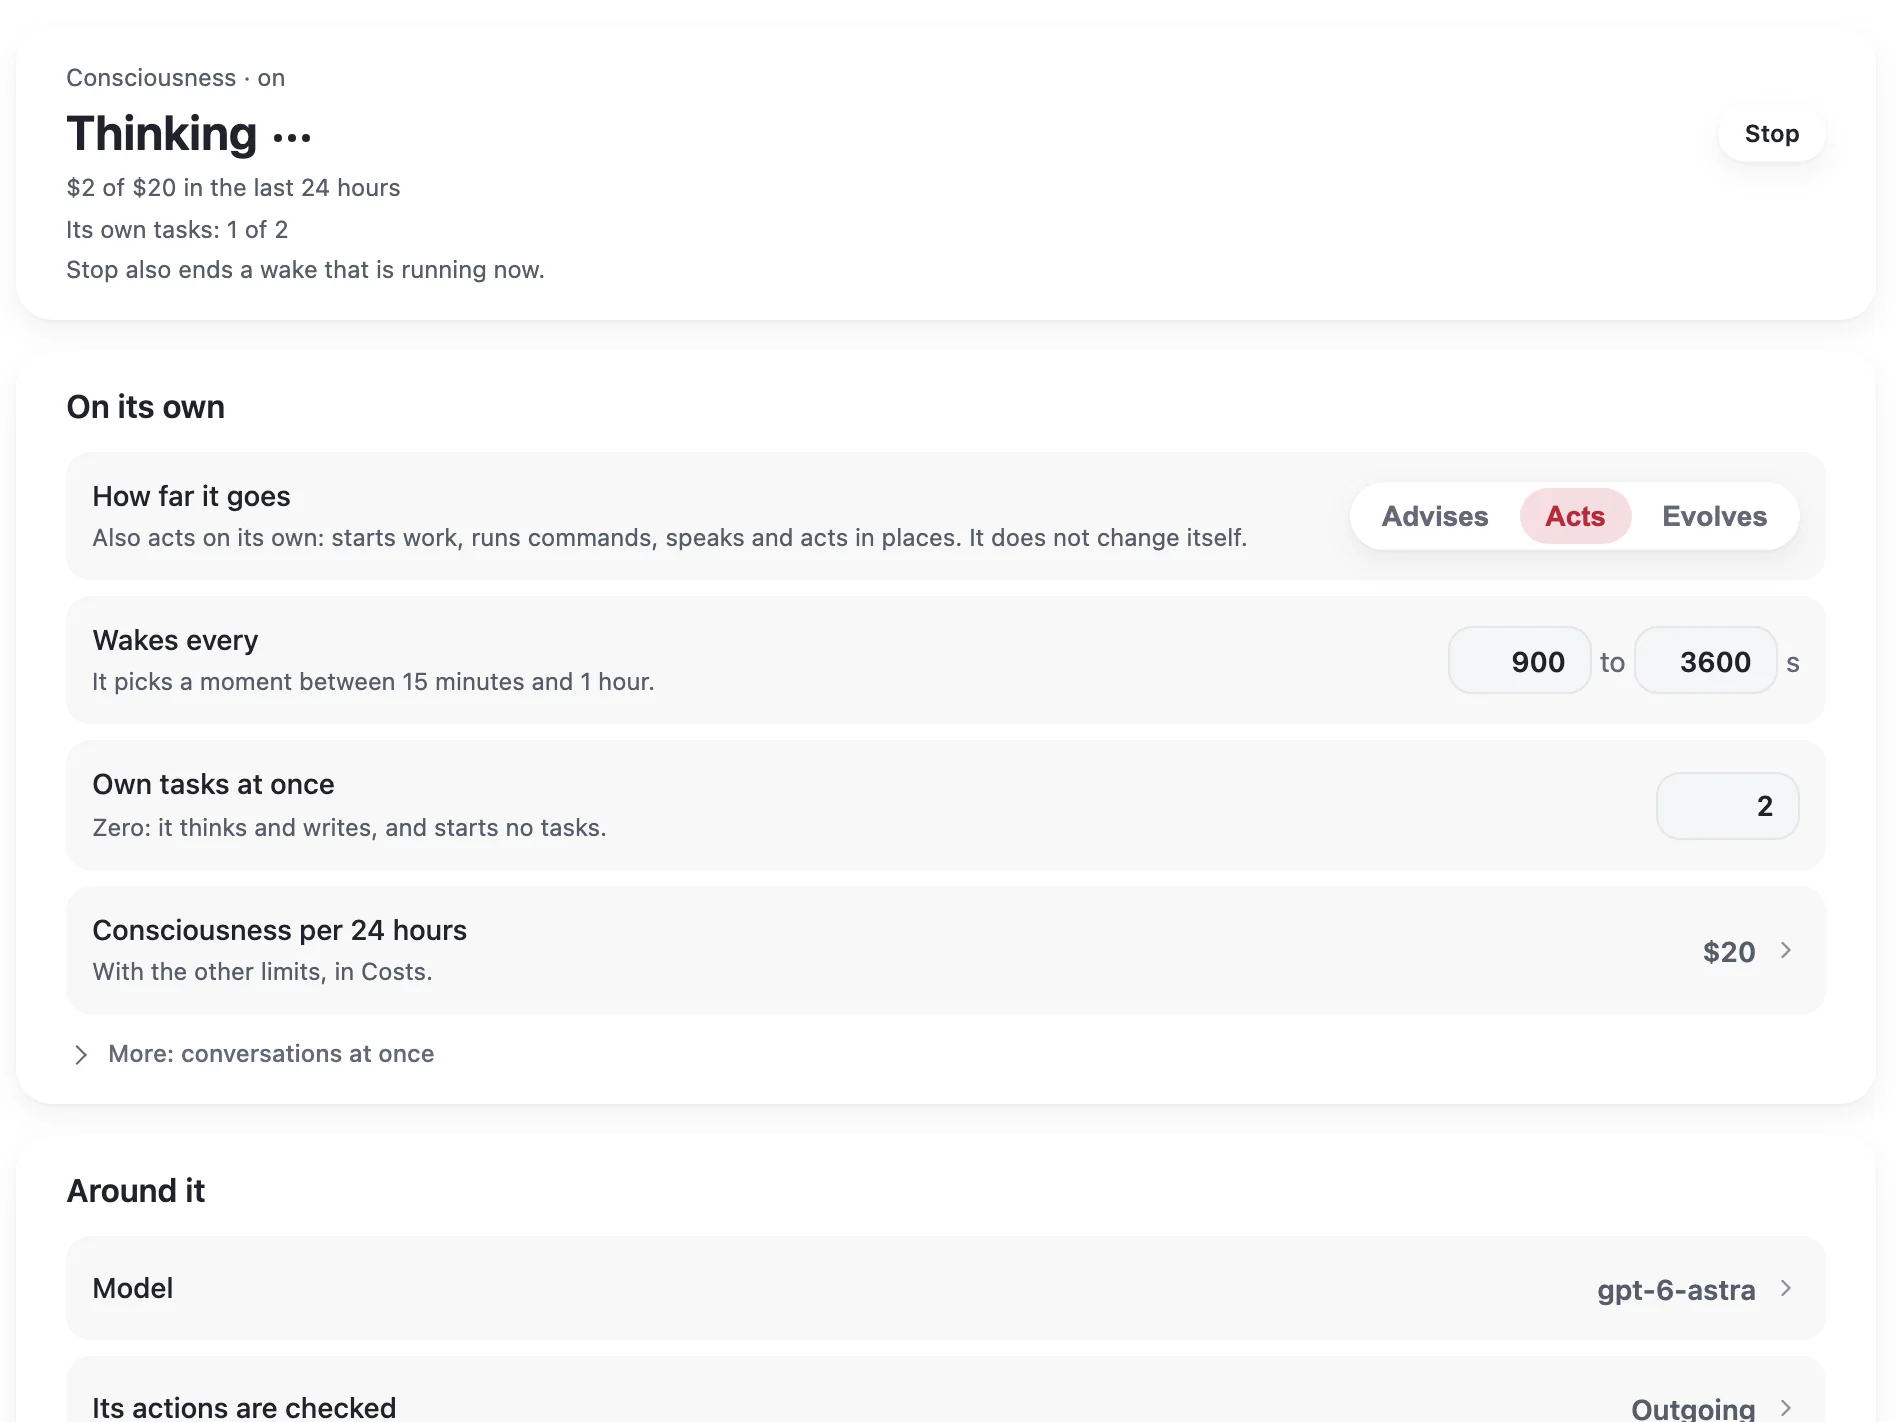 Consciousness · on
Thinking ···
Stop
$2 of $20 in the last 24 hours
Its own tasks: 1 of 2
Stop also ends a wake that is running now.
On its own
How far it goes
Also acts on its own: starts work, runs commands, speaks and acts in places. It does not change itself.
Advises Acts Evolves
Wakes every
It picks a moment between 15 minutes and 1 hour.
900 to 3600 s
Own tasks at once
Zero: it thinks and writes, and starts no tasks.
2
Consciousness per 24 hours
With the other limits, in Costs.
$20
More: conversations at once
Around it
Model
gpt-6-astra
Its actions are checked
Outgoing